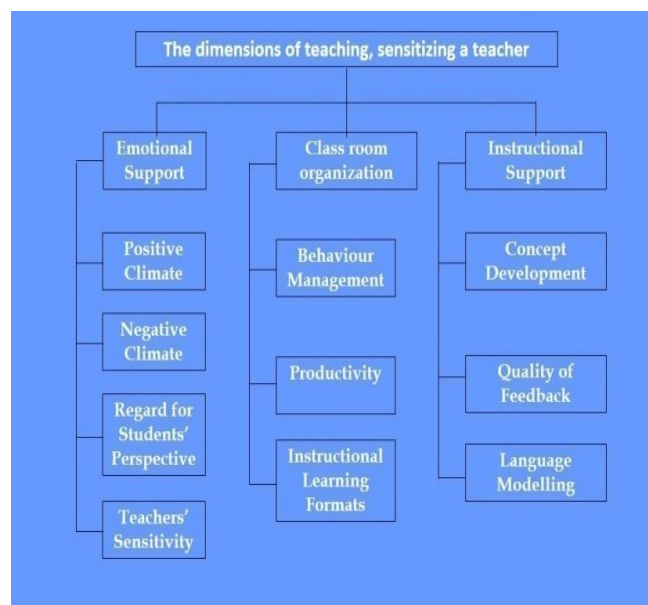 The dimensions of teaching, sensitizing a teacher
Emotional
Support
Positive
Climate
Negative
Climate
Regard for
Students'
Perspective
Teachers'
Sensitivity
Class room
organization
Behaviour
Management
Productivity
Instructional
Learning
Formats
Instructional
Support
Concept
Development
Quality of
Feedback
Language
Modelling